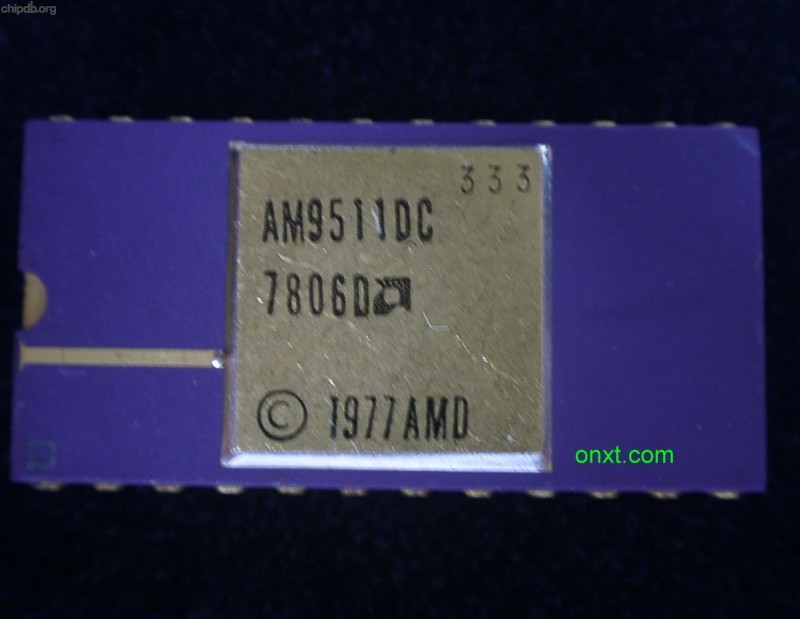 chipdb.org
333
AM9511DC
7806D
© 1977AMD
onxt.com